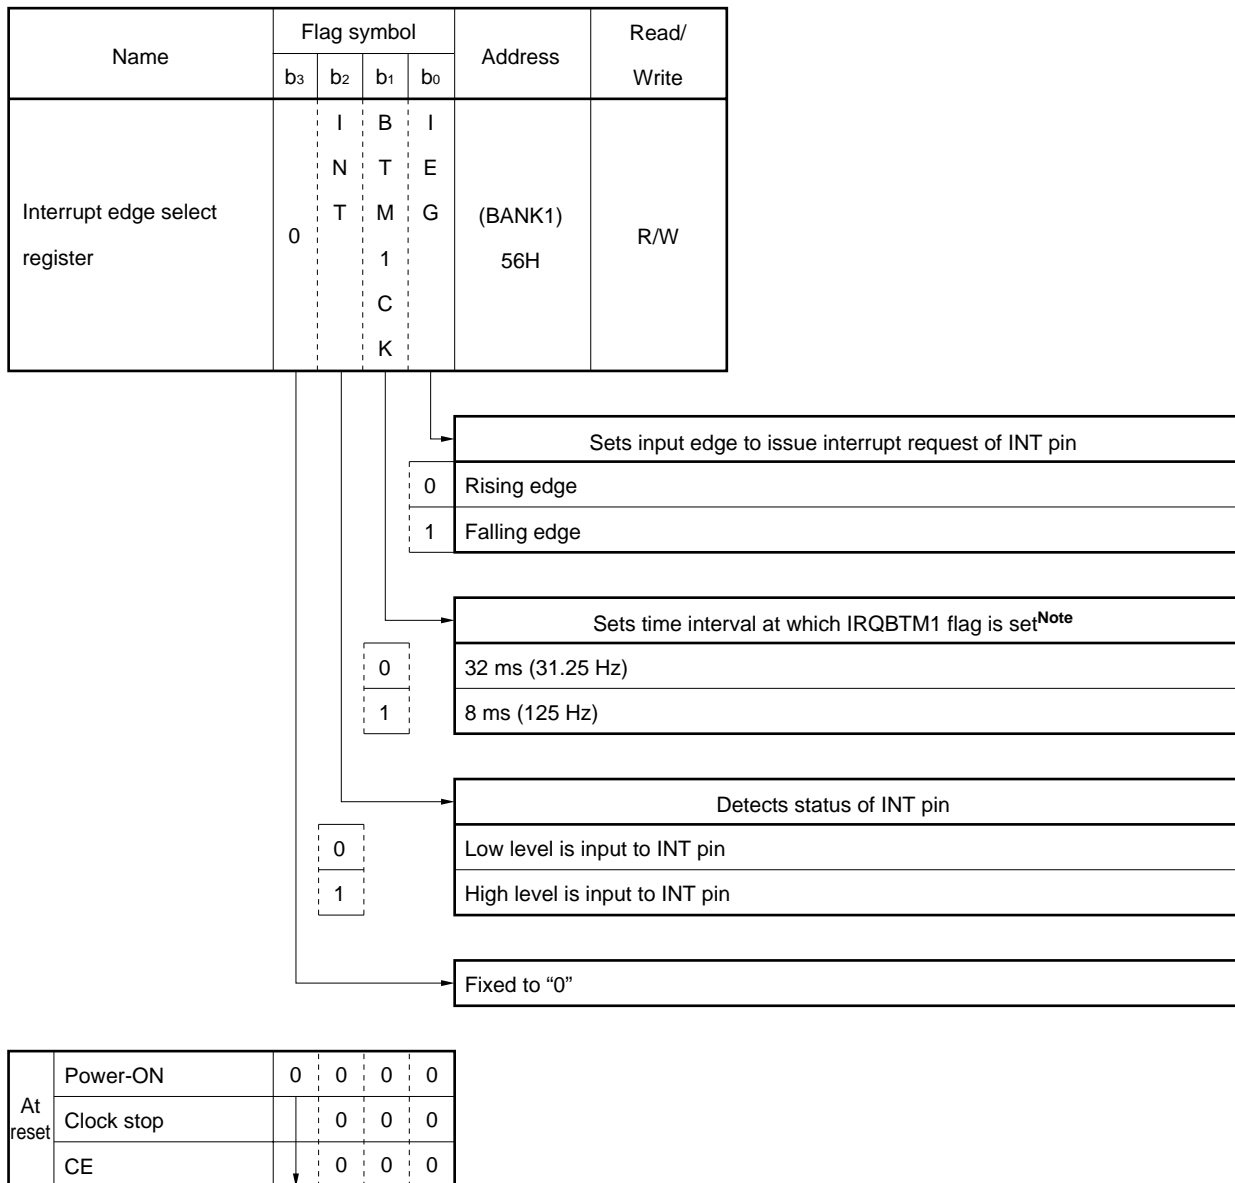 Name Flag symbol Address Read/
Write
b3 b2 b1 b0
Interrupt edge select
register
0
INT
BTM1CK
IEG
(BANK1)
56H
R/W
Sets input edge to issue interrupt request of INT pin
0 Rising edge
1 Falling edge
Sets time interval at which IRQBTM1 flag is setNote
0 32 ms (31.25 Hz)
1 8 ms (125 Hz)
Detects status of INT pin
0 Low level is input to INT pin
1 High level is input to INT pin
Fixed to “0”
At
reset
Power-ON 0 0 0 0
Clock stop 0 0 0
CE 0 0 0